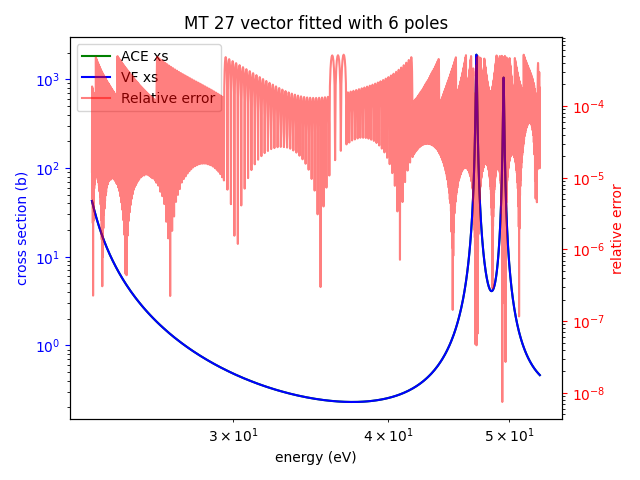 MT 27 vector fitted with 6 poles
ACE xs
VF xs
Relative error
cross section (b)
10³
10²
10¹
10⁰
relative error
10⁻⁴
10⁻⁵
10⁻⁶
10⁻⁷
10⁻⁸
3 × 10¹
4 × 10¹
5 × 10¹
energy (eV)